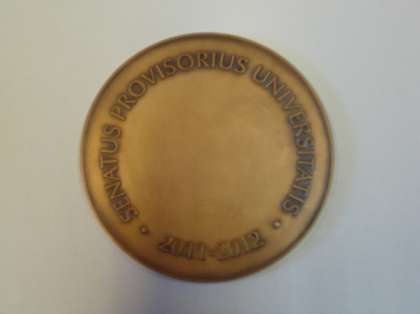 SENATUS PROVISORIUS UNIVERSITATIS
• 2011-2012 •